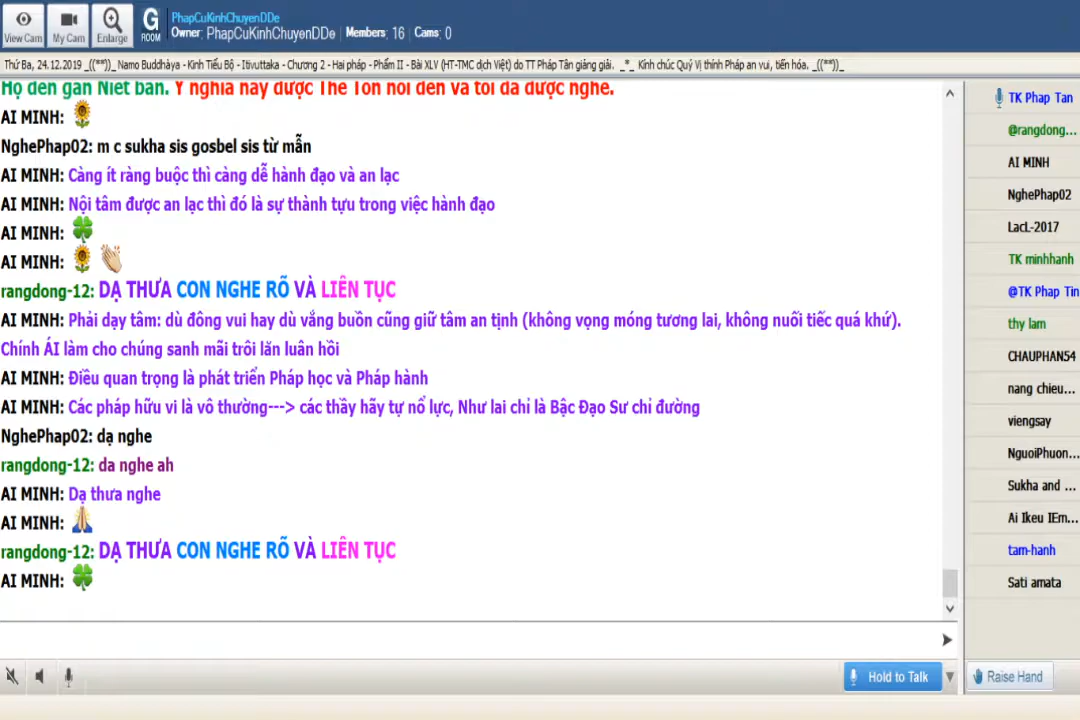 PhapCuKinhChuyenDDe
Owner: PhapCuKinhChuyenDDe Members: 16 Cams: 0
View Cam My Cam Enlarge G ROOM
Thứ Ba, 24.12.2019 _((**))_ Namo Buddhàya - Kinh Tiểu Bộ - Itivuttaka - Chương 2 - Hai pháp - Phẩm II - Bài XLV (HT-TMC dịch Việt) do TT Pháp Tân giảng giải. _*_ Kính chúc Quý Vị thính Pháp an vui, tiến hóa. _((**))_
Họ đến gần Niết bàn. Ý nghĩa này được Thế Tôn nói đến và tôi đã được nghe.
AI MINH: 🌻
NghePhap02: m c sukha sis gosbel sis từ mẫn
AI MINH: Càng ít ràng buộc thì càng dễ hành đạo và an lạc
AI MINH: Nội tâm được an lạc thì đó là sự thành tựu trong việc hành đạo
AI MINH: 🍀
AI MINH: 🌻 👏
rangdong-12: DẠ THƯA CON NGHE RÕ VÀ LIÊN TỤC
AI MINH: Phải dạy tâm: dù đông vui hay dù vắng buồn cũng giữ tâm an tịnh (không vọng móng tương lai, không nuối tiếc quá khứ).
Chính ÁI làm cho chúng sanh mãi trôi lăn luân hồi
AI MINH: Điều quan trọng là phát triển Pháp học và Pháp hành
AI MINH: Các pháp hữu vi là vô thường---> các thầy hãy tự nổ lực, Như lai chỉ là Bậc Đạo Sư chỉ đường
NghePhap02: dạ nghe
rangdong-12: da nghe ah
AI MINH: Dạ thưa nghe
AI MINH: 🙏
rangdong-12: DẠ THƯA CON NGHE RÕ VÀ LIÊN TỤC
AI MINH: 🍀
TK Phap Tan
@rangdong...
AI MINH
NghePhap02
LacL-2017
TK minhhanh
@TK Phap Tin
thy lam
CHAUPHAN54
nang chieu...
viengsay
NguoiPhuon...
Sukha and ...
Ai Ikeu IEm...
tam-hanh
Sati amata
Hold to Talk
Raise Hand